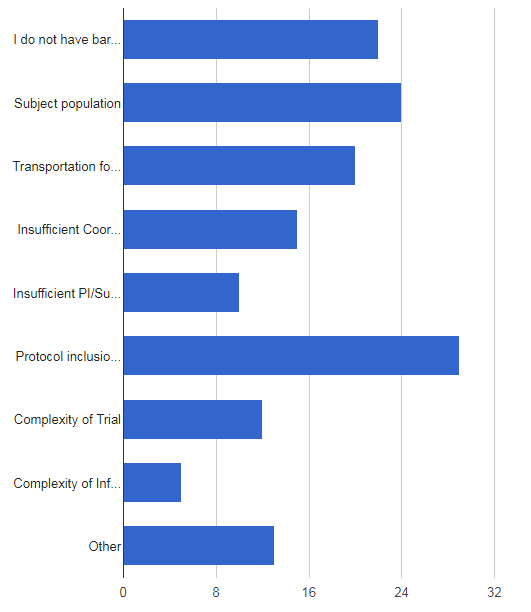 I do not have bar...
Subject population
Transportation fo...
Insufficient Coor...
Insufficient PI/Su...
Protocol inclusio...
Complexity of Trial
Complexity of Inf...
Other
0 8 16 24 32